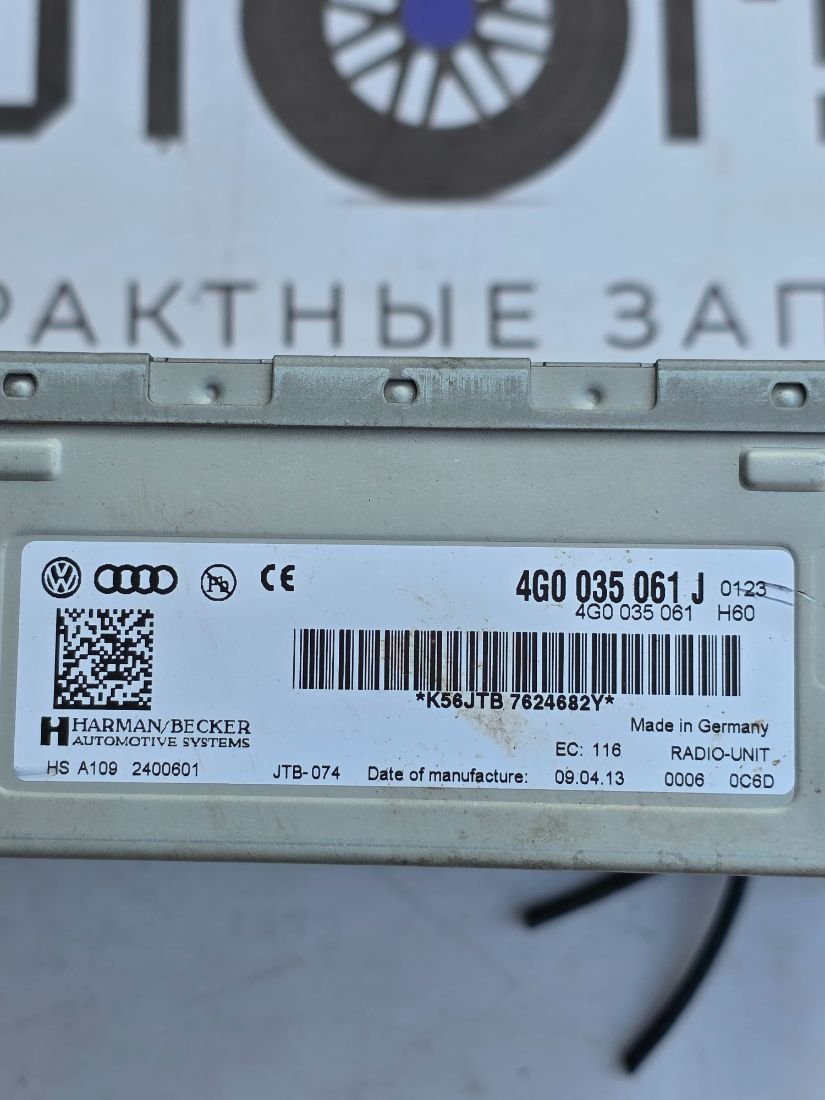 РАКТНЫЕ ЗАП
4G0 035 061 J 0123
4G0 035 061 H60
*K56JTB 7624682Y*
HARMAN/BECKER
AUTOMOTIVE SYSTEMS
Made in Germany
EC: 116 RADIO-UNIT
HS A109 2400601 JTB-074 Date of manufacture: 09.04.13 0006 0C6D